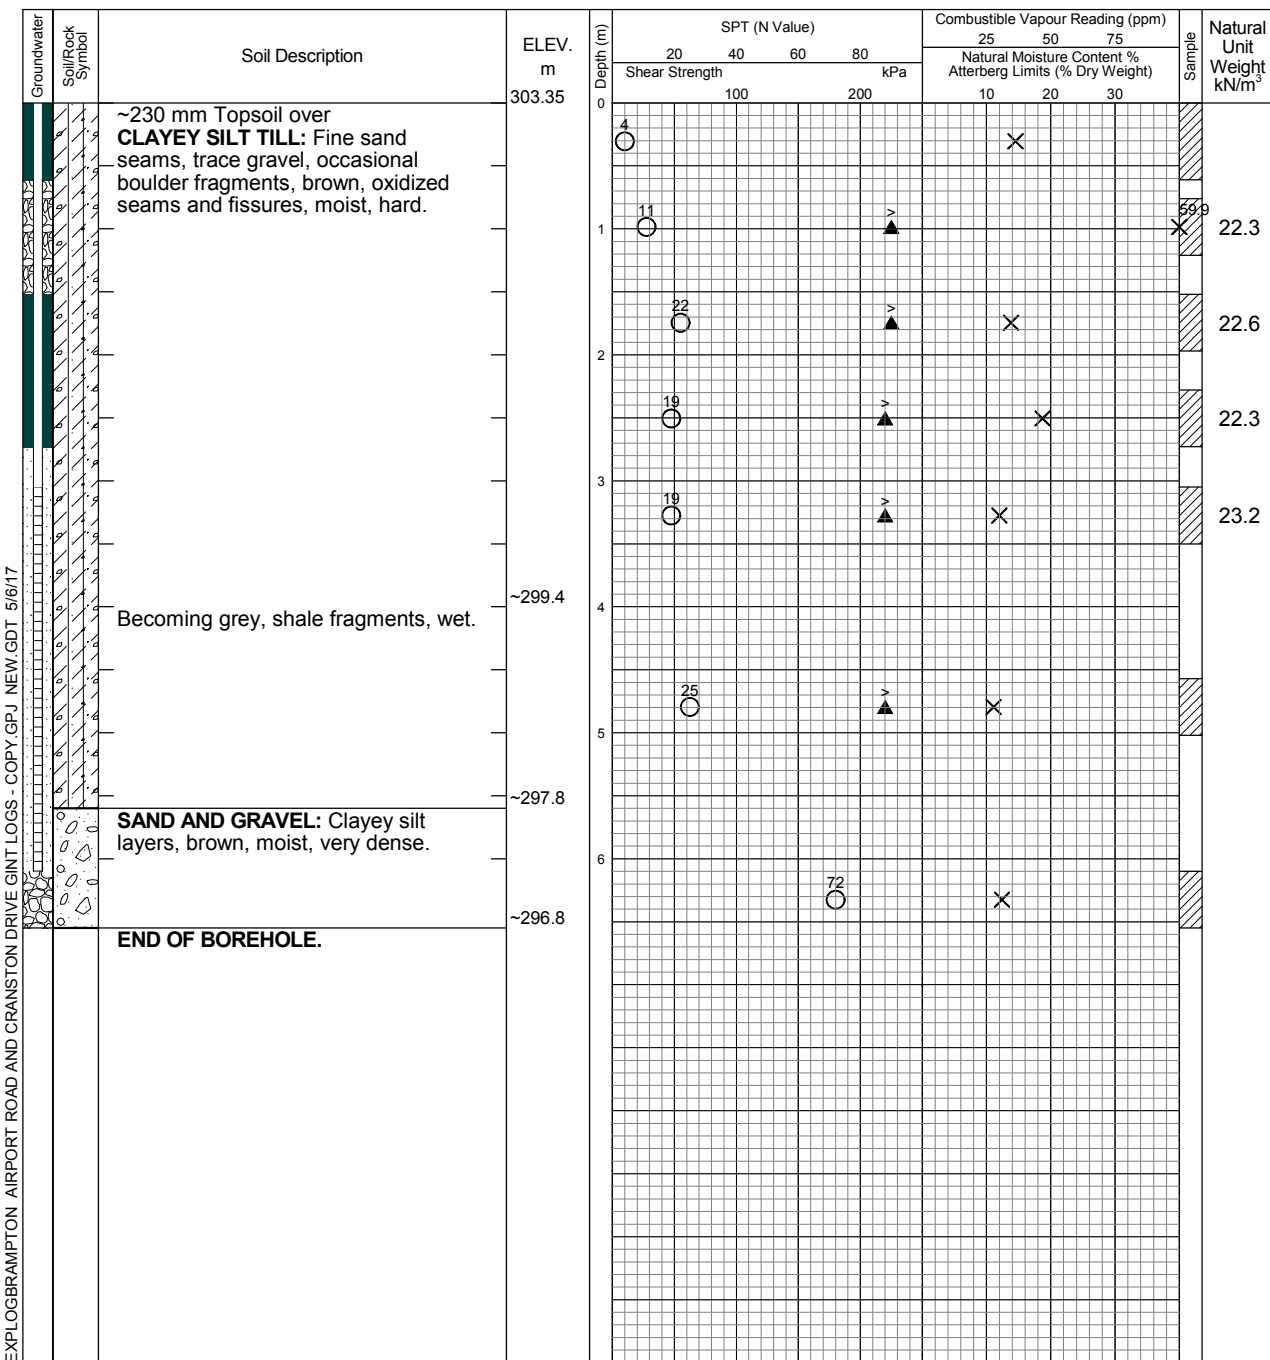 Groundwater
Soil/Rock
Symbol
Soil Description
ELEV.
m
303.35
Depth (m)
SPT (N Value)
20 40 60 80
Shear Strength kPa
100 200
Combustible Vapour Reading (ppm)
25 50 75
Natural Moisture Content %
Atterberg Limits (% Dry Weight)
10 20 30
Sample
Natural
Unit
Weight
kN/m³
0
~230 mm Topsoil over
CLAYEY SILT TILL: Fine sand
seams, trace gravel, occasional
boulder fragments, brown, oxidized
seams and fissures, moist, hard.
4
11 > 59.9
1 22.3
22 >
22.6
2
19 >
22.3
3
19 >
23.2
~299.4
4
Becoming grey, shale fragments, wet.
25 >
5
~297.8
SAND AND GRAVEL: Clayey silt
layers, brown, moist, very dense.
6
72
~296.8
END OF BOREHOLE.
EXPLOGBRAMPTON AIRPORT ROAD AND CRANSTON DRIVE GINT LOGS - COPY.GPJ NEW.GDT 5/6/17